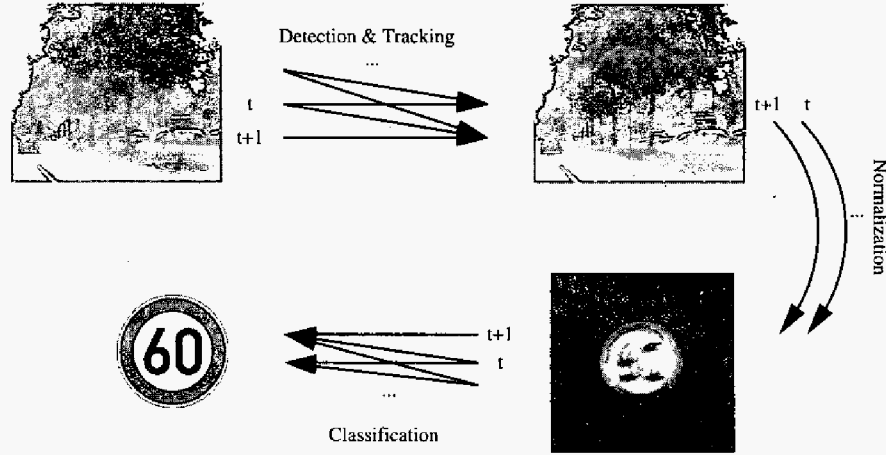 Detection & Tracking
...
t
t+1
t+1 t
...
Normalization
60
t+1
t
...
Classification